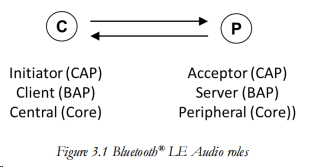 C
P
Initiator (CAP)
Client (BAP)
Central (Core)
Acceptor (CAP)
Server (BAP)
Peripheral (Core))
Figure 3.1 Bluetooth® LE Audio roles